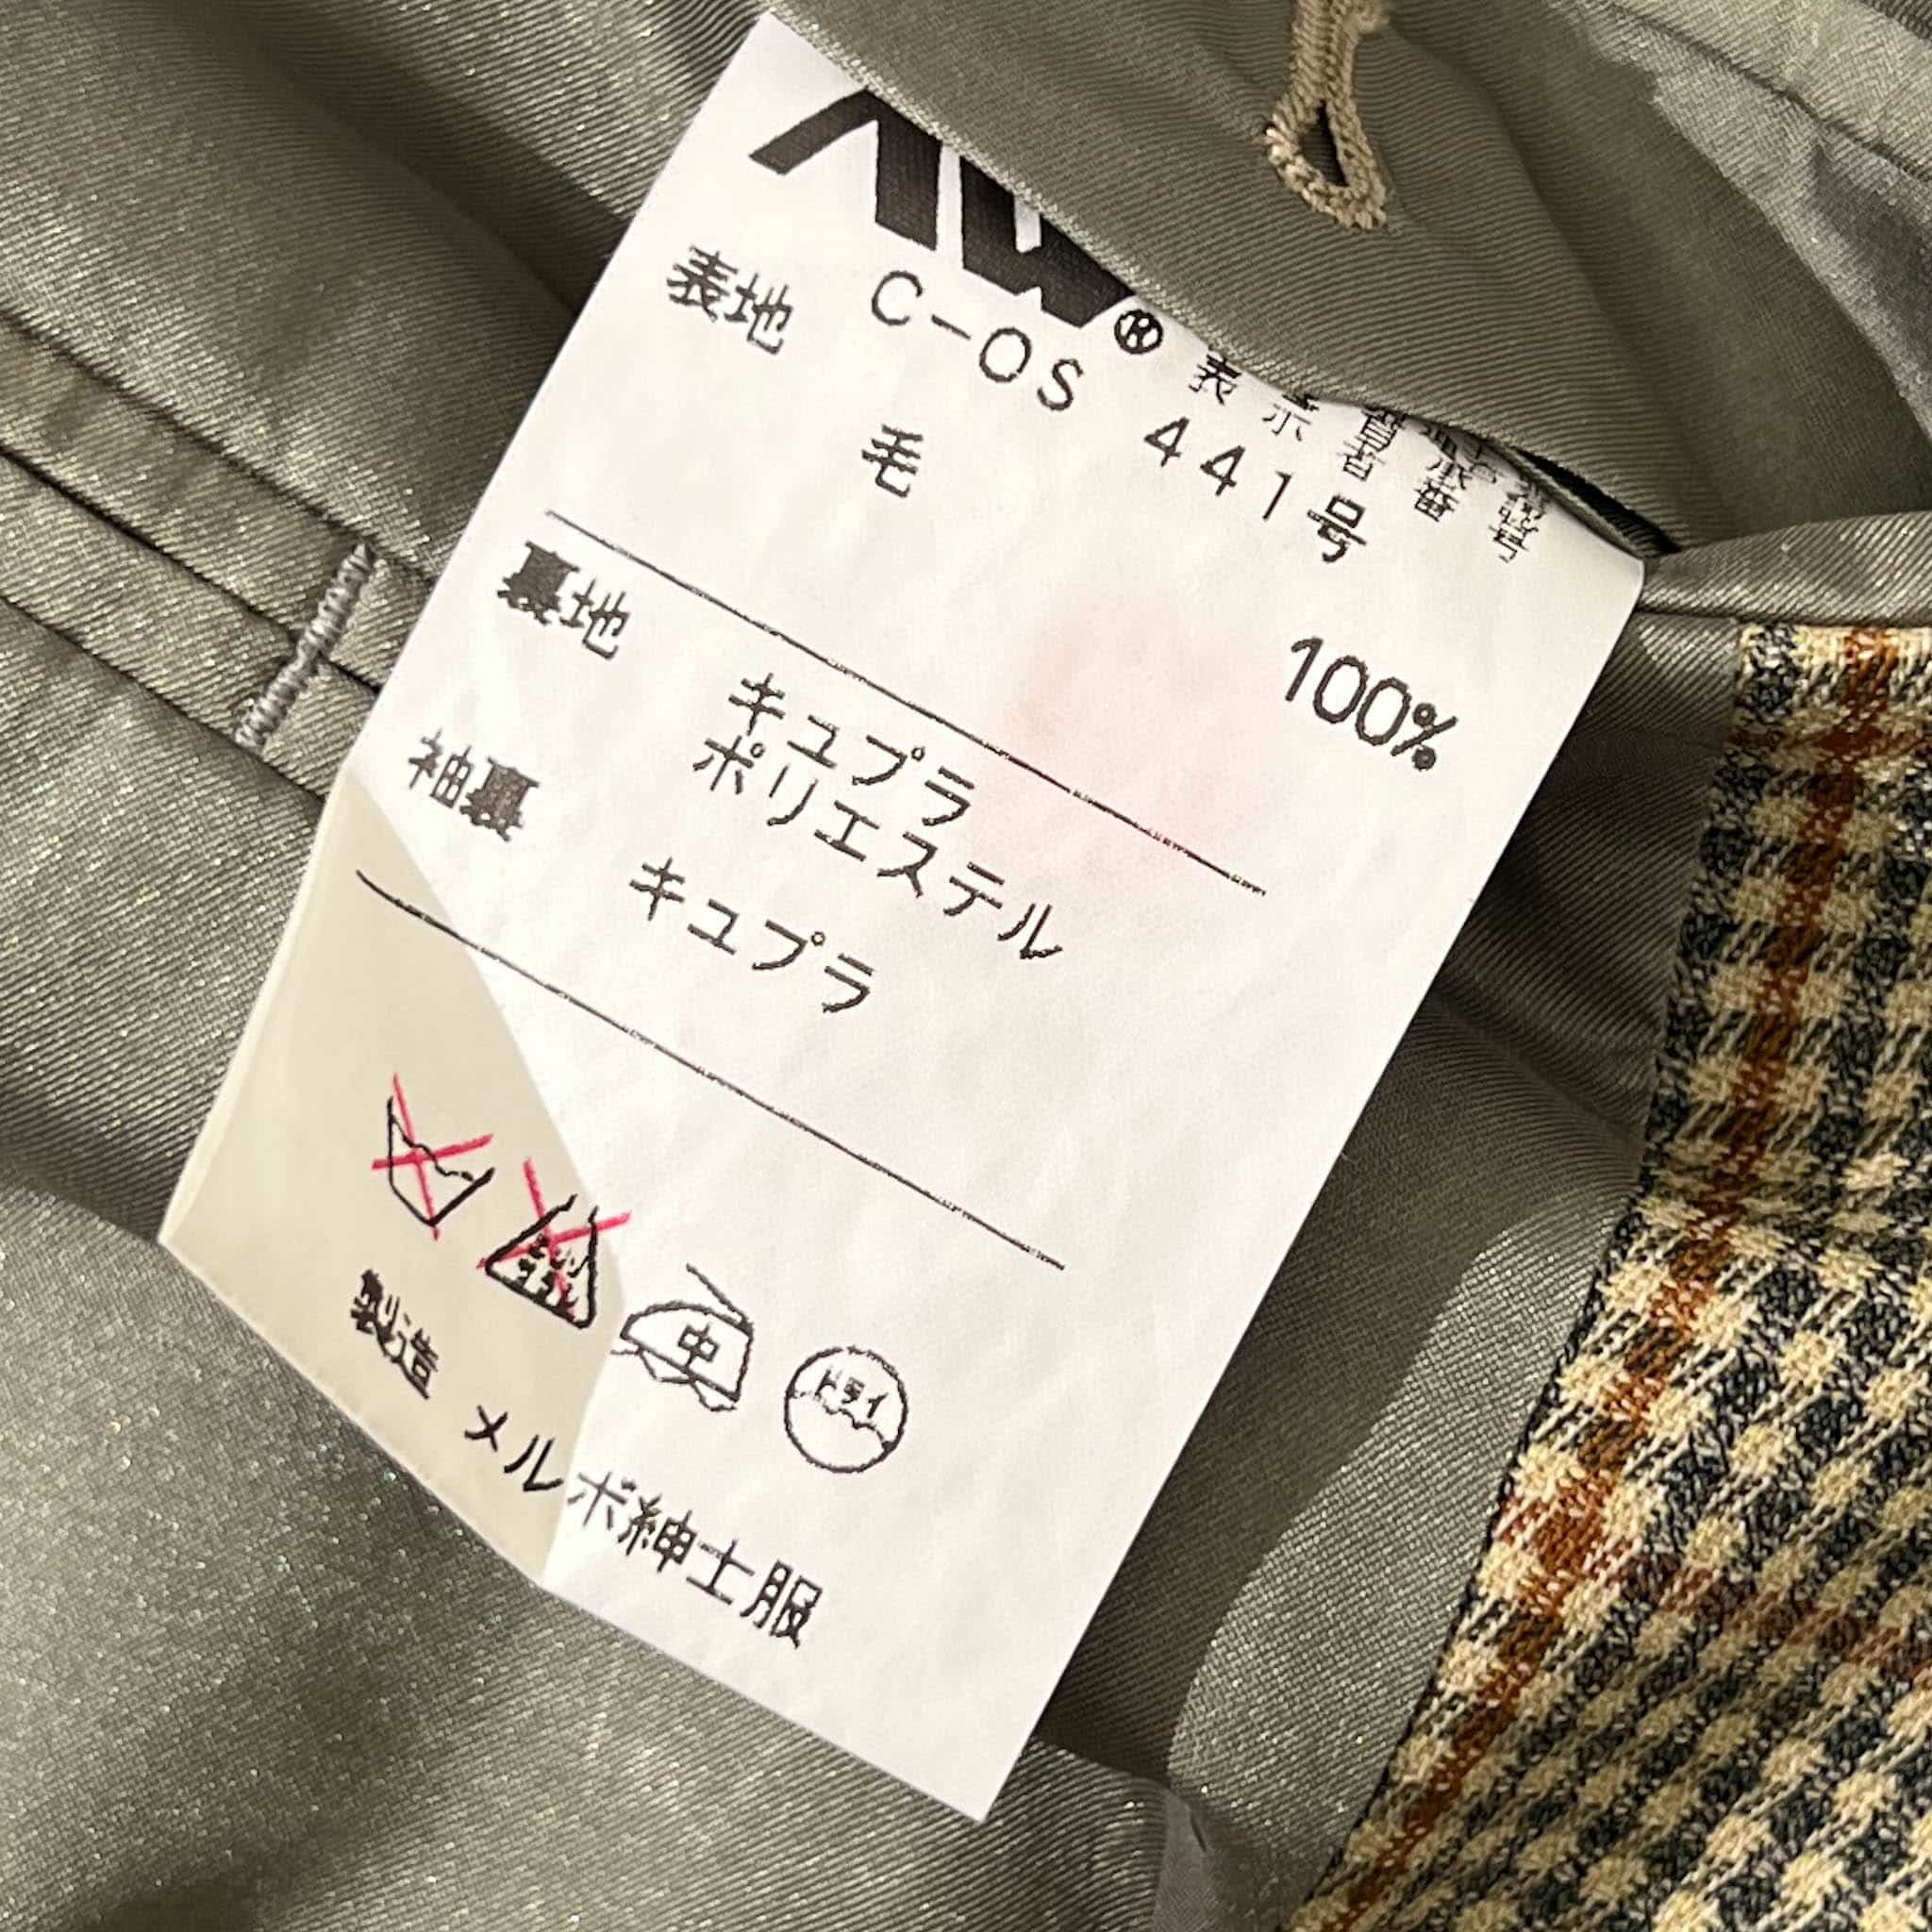 AW®
表地 C-OS 441号
毛 100%
裏地
キュプラ
ポリエステル
袖裏
キュプラ
中
ドライ
製造 メルボ紳士服